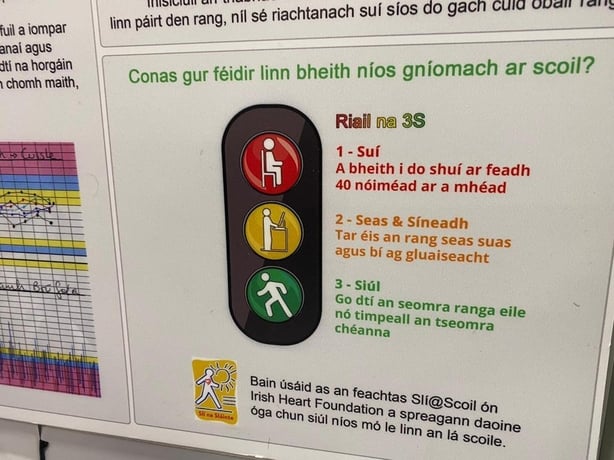 linn páirt den rang, níl sé riachtanach suí síos do gach cuid
fuil a iompar
agus
dtí na horgáin
chomh maith,
Conas gur féidir linn bheith níos gníomach ar scoil?
Riail na 3S
1 - Suí
A bheith i do shuí ar feadh
40 nóiméad ar a mhéad
2 - Seas & Síneadh
Tar éis an rang seas suas
agus bí ag gluaiseacht
3 - Siúl
Go dtí an seomra ranga eile
nó timpeall an tseomra
chéanna
Slí na Sláinte
Bain úsáid as an feachtas Slí@Scoil ón
Irish Heart Foundation a spreagann daoine
óga chun siúl níos mó le linn an lá scoile.